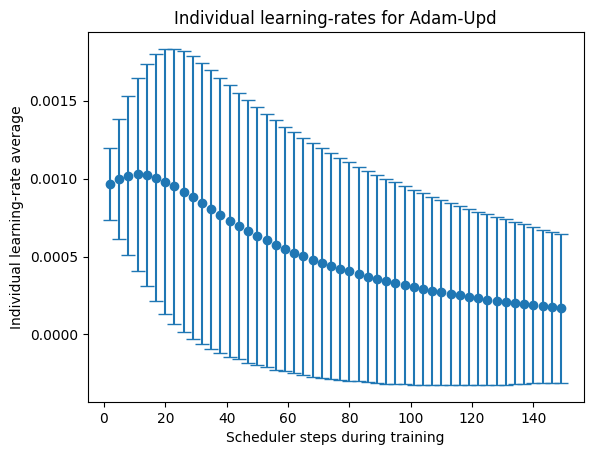 Individual learning-rates for Adam-Upd
Individual learning-rate average
0.0015
0.0010
0.0005
0.0000
0 20 40 60 80 100 120 140
Scheduler steps during training